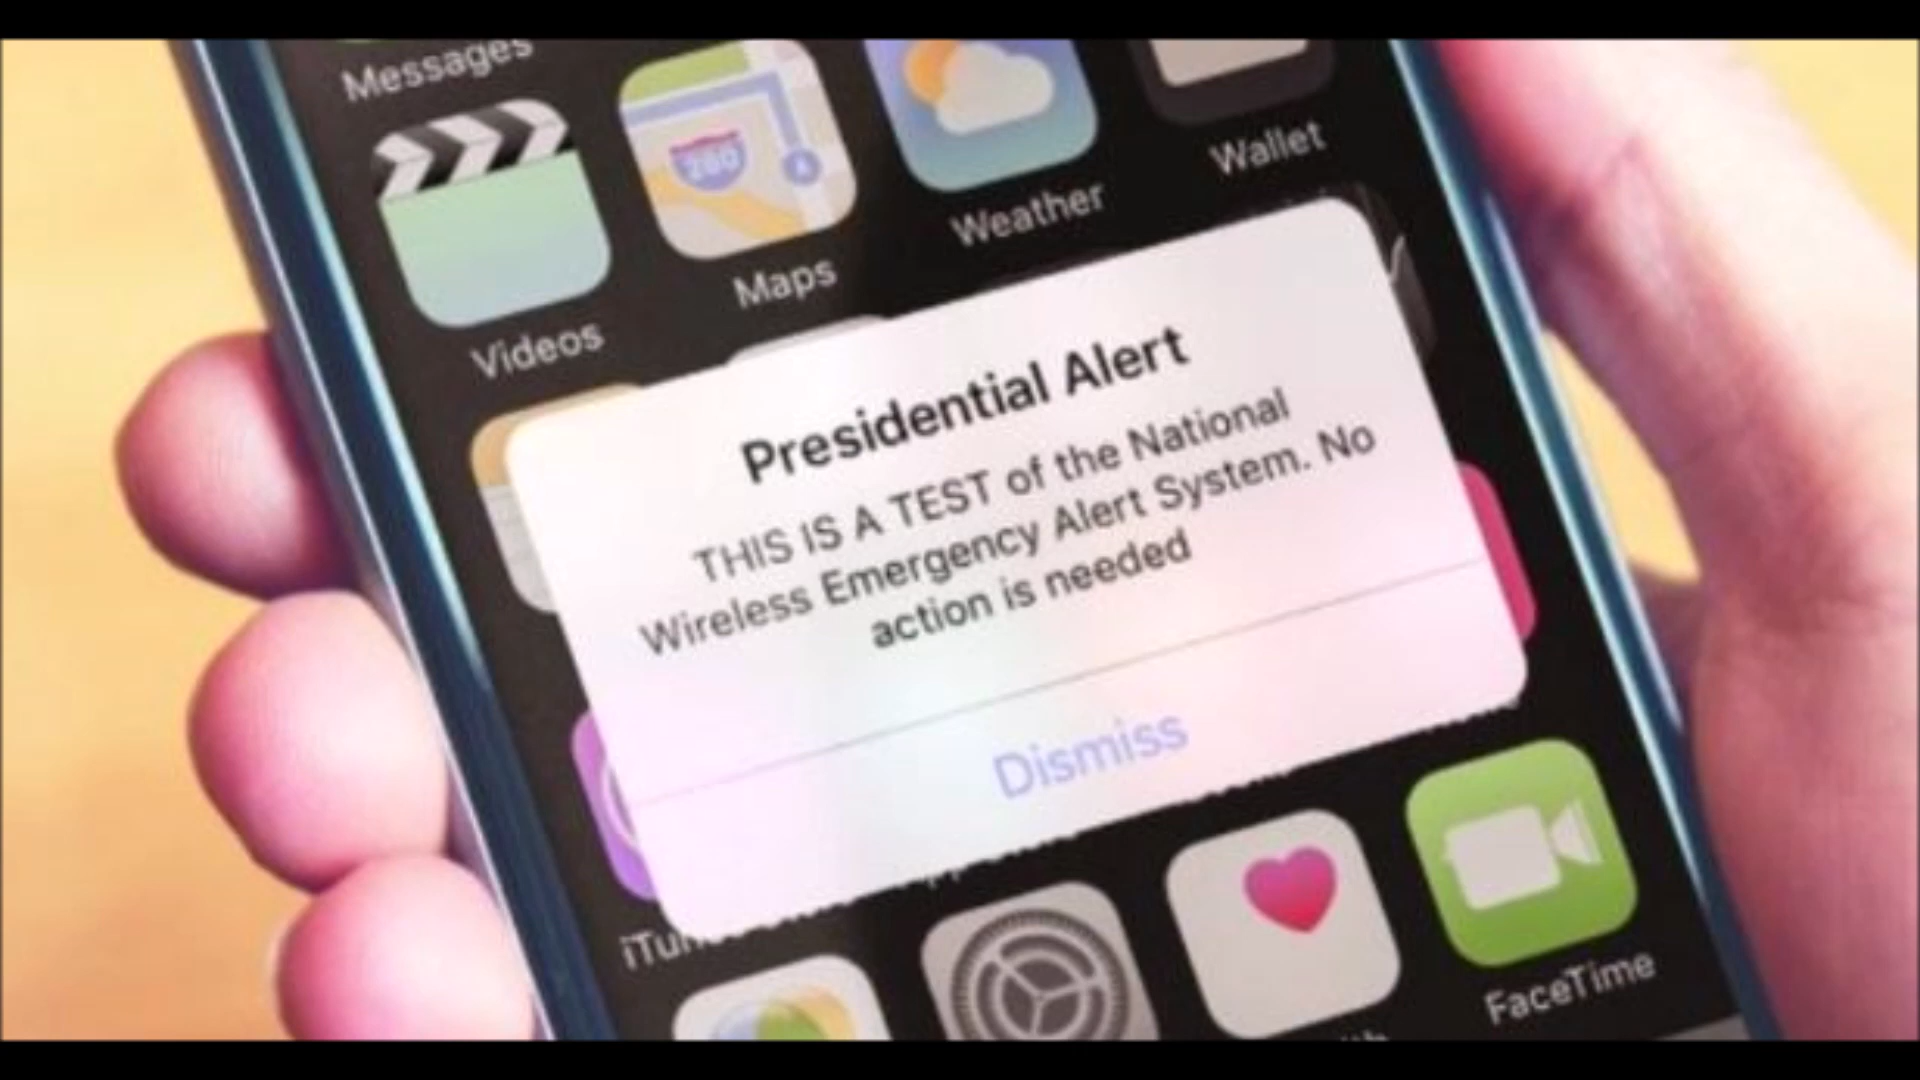 Messages
Wallet
Weather
Maps
Videos
280
Presidential Alert
THIS IS A TEST of the National
Wireless Emergency Alert System. No
action is needed
Dismiss
FaceTime